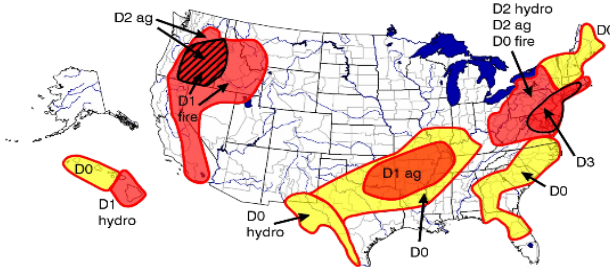 D2 ag
D1
fire
D2 hydro
D2 ag
D0 fire
D0
D3
D0
D1 ag
D0
hydro
D0
D0
D1
hydro